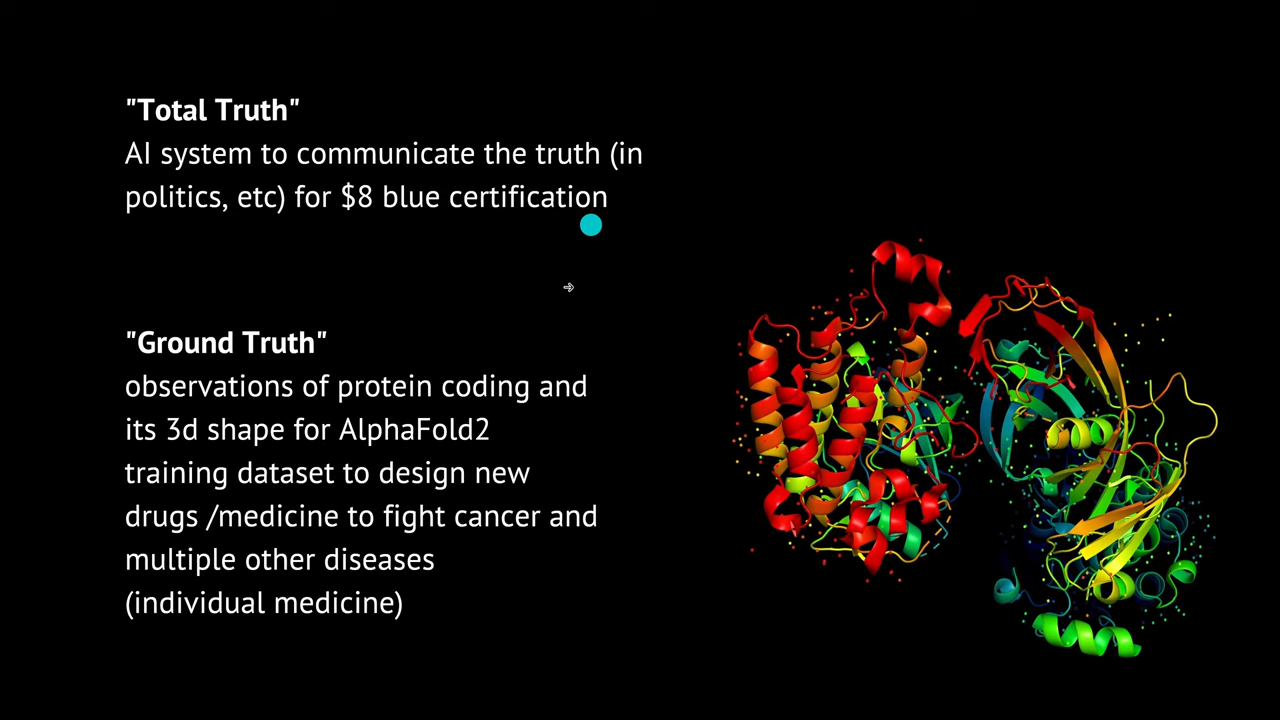 "Total Truth"
AI system to communicate the truth (in
politics, etc) for $8 blue certification
"Ground Truth"
observations of protein coding and
its 3d shape for AlphaFold2
training dataset to design new
drugs /medicine to fight cancer and
multiple other diseases
(individual medicine)